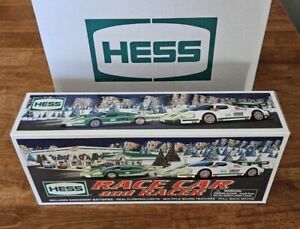 HESS
HESS
HESS
RACE CAR
and RACER
INCLUDES ENERGIZER BATTERIES • REAL FLASHING LIGHTS • MULTIPLE SOUND FEATURES • PULL BACK MOTOR